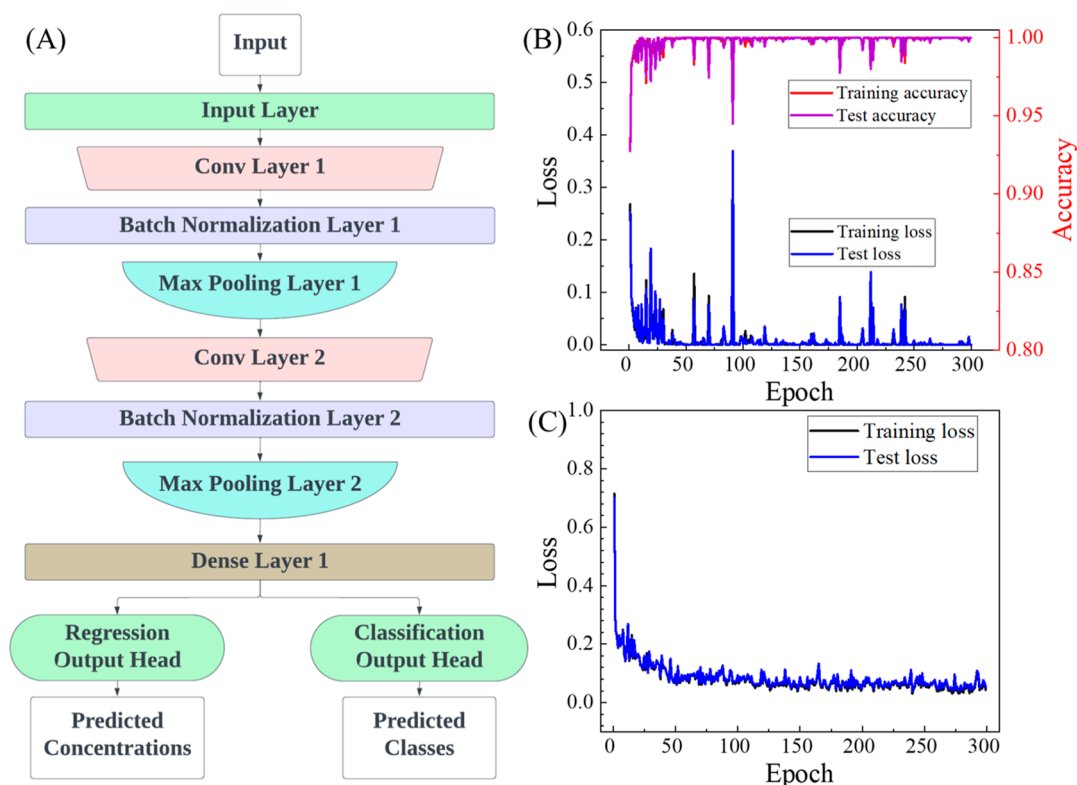 (A)
Input
Input Layer
Conv Layer 1
Batch Normalization Layer 1
Max Pooling Layer 1
Conv Layer 2
Batch Normalization Layer 2
Max Pooling Layer 2
Dense Layer 1
Regression
Output Head
Classification
Output Head
Predicted
Concentrations
Predicted
Classes
(B)
0.6
0.5
0.4
0.3
0.2
0.1
0.0
Loss
1.00
0.95
0.90
0.85
0.80
Accuracy
Training accuracy
Test accuracy
Training loss
Test loss
0
50
100
150
200
250
300
Epoch
(C)
1.0
0.8
0.6
0.4
0.2
0.0
Loss
Training loss
Test loss
0
50
100
150
200
250
300
Epoch